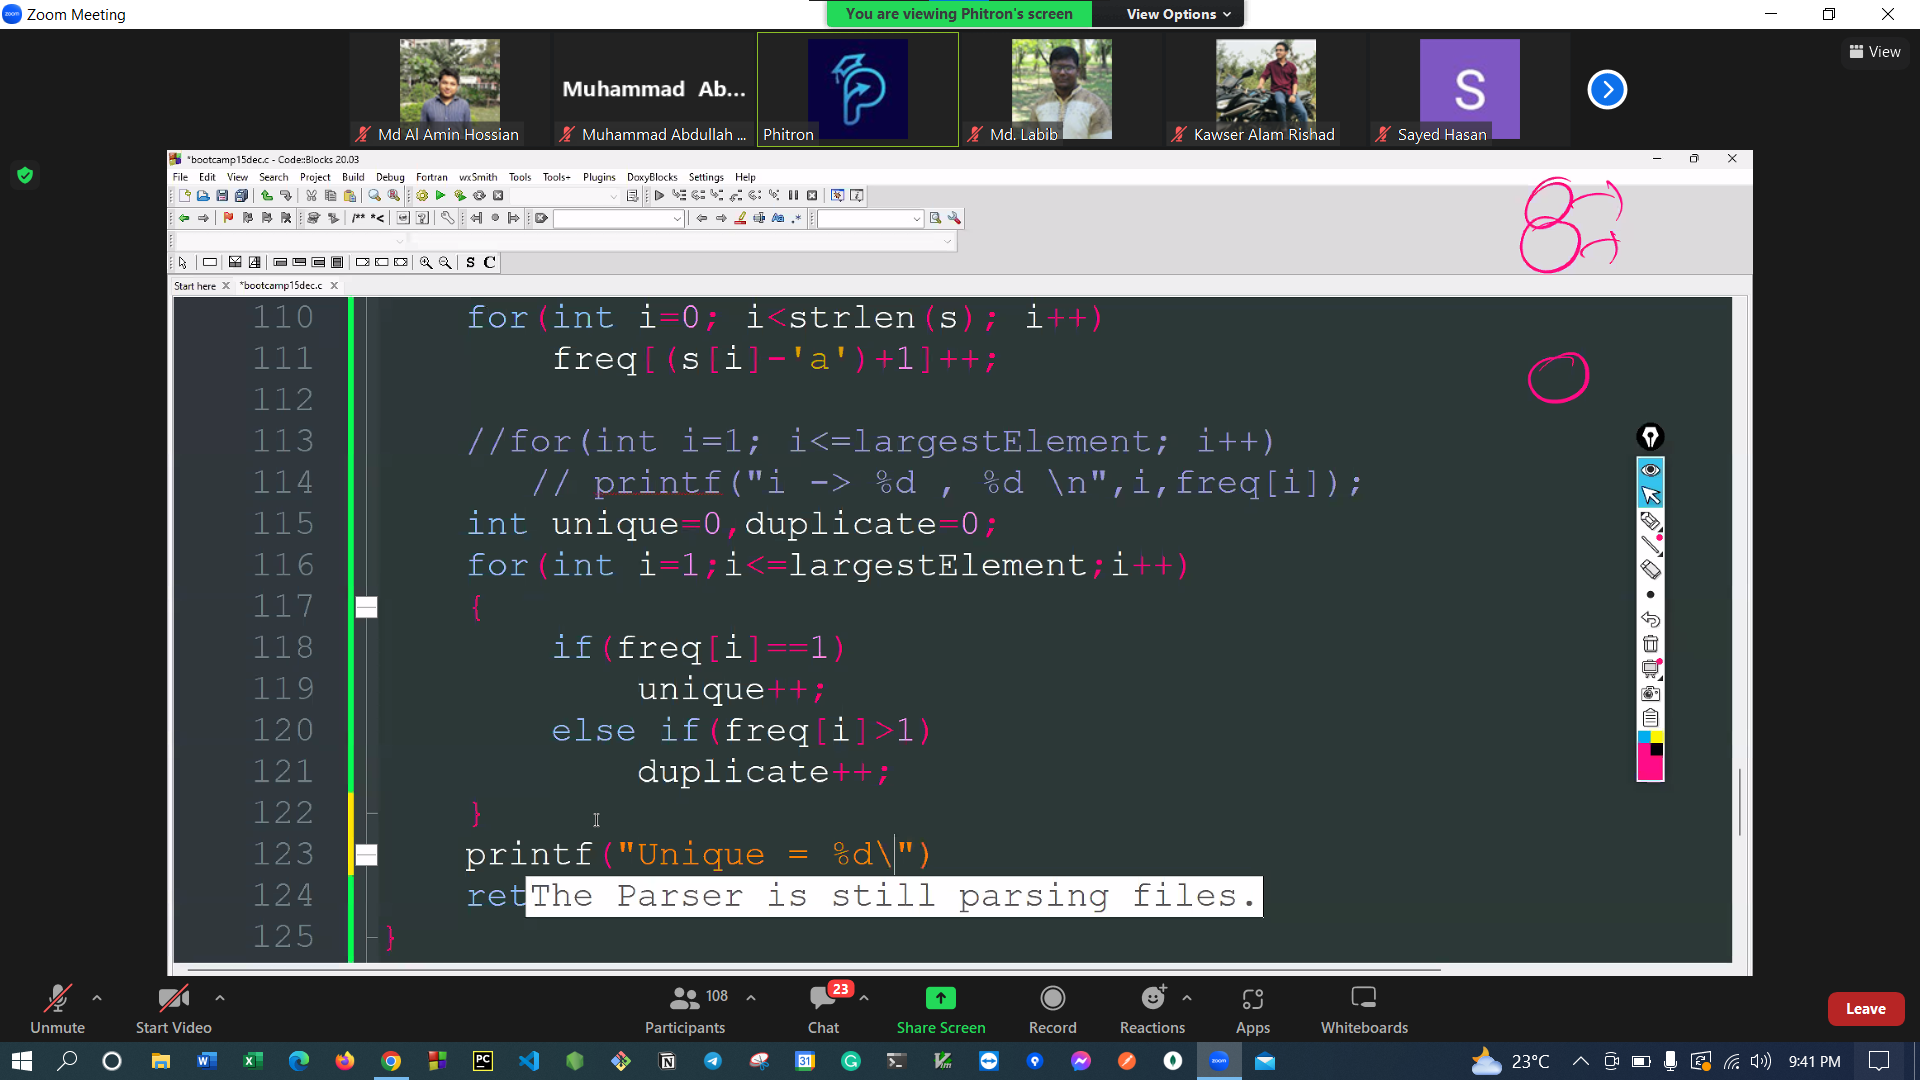 Zoom Meeting
You are viewing Phitron's screen
View Options
View
Muhammad Ab...
S
Md Al Amin Hossian
Muhammad Abdullah ...
Phitron
Md. Labib
Kawser Alam Rishad
Sayed Hasan
*bootcamp15dec.c - Code::Blocks 20.03
File Edit View Search Project Build Debug Fortran wxSmith Tools Tools+ Plugins DoxyBlocks Settings Help
Start here
*bootcamp15dec.c
110 for(int i=0; i<strlen(s); i++)
111 freq[(s[i]-'a')+1]++;
112
113 //for(int i=1; i<=largestElement; i++)
114 // printf("i -> %d , %d \n",i,freq[i]);
115 int unique=0,duplicate=0;
116 for(int i=1;i<=largestElement;i++)
117 {
118 if(freq[i]==1)
119 unique++;
120 else if(freq[i]>1)
121 duplicate++;
122 }
123 printf("Unique = %d\")
124 ret
The Parser is still parsing files.
125 }
Unmute
Start Video
108
Participants
23
Chat
Share Screen
Record
Reactions
Apps
Whiteboards
Leave
23°C
9:41 PM